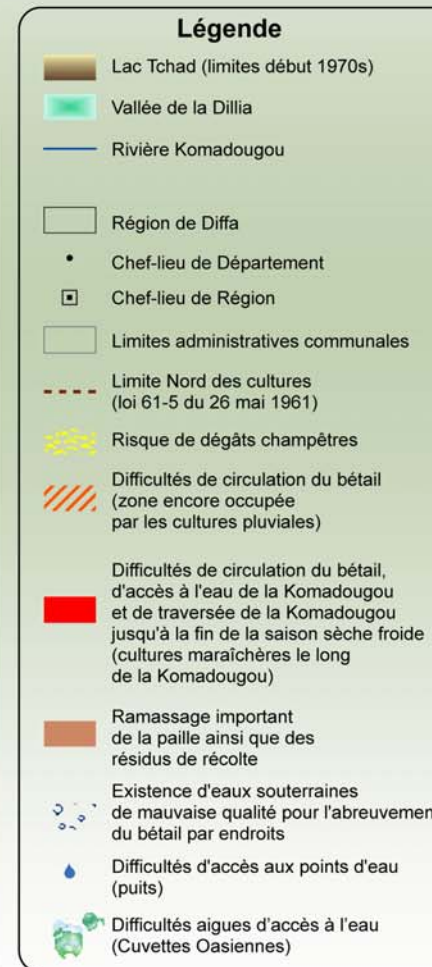 Légende
Lac Tchad (limites début 1970s)
Vallée de la Dillia
Rivière Komadougou
Région de Diffa
Chef-lieu de Département
Chef-lieu de Région
Limites administratives communales
Limite Nord des cultures
(loi 61-5 du 26 mai 1961)
Risque de dégâts champêtres
Difficultés de circulation du bétail
(zone encore occupée
par les cultures pluviales)
Difficultés de circulation du bétail,
d'accès à l'eau de la Komadougou
et de traversée de la Komadougou
jusqu'à la fin de la saison sèche froide
(cultures maraîchères le long
de la Komadougou)
Ramassage important
de la paille ainsi que des
résidus de récolte
Existence d'eaux souterraines
de mauvaise qualité pour l'abreuvement
du bétail par endroits
Difficultés d'accès aux points d'eau
(puits)
Difficultés aigues d'accès à l'eau
(Cuvettes Oasiennes)